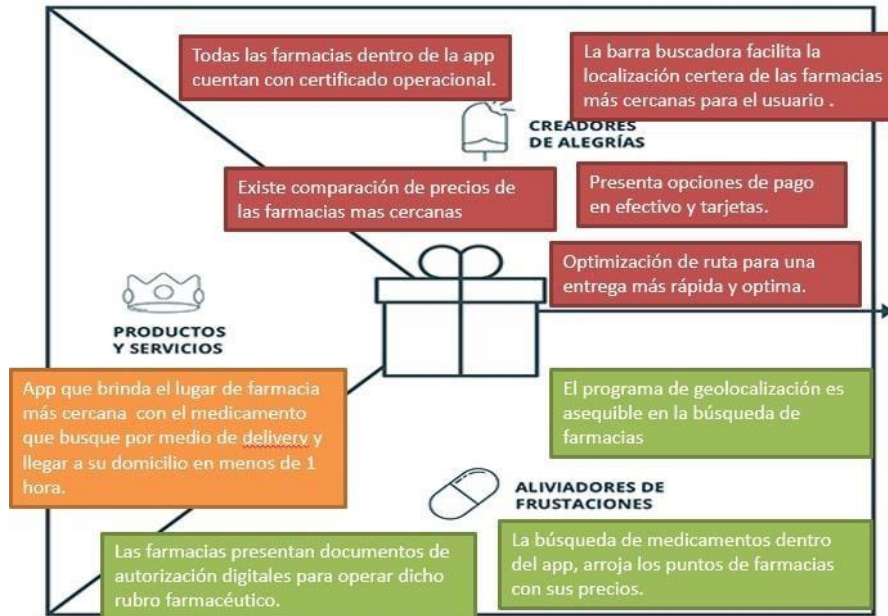 Todas las farmacias dentro de la app
cuentan con certificado operacional.
La barra buscadora facilita la
localización certera de las farmacias
más cercanas para el usuario .
CREADORES
DE ALEGRÍAS
Existe comparación de precios de
las farmacias mas cercanas
Presenta opciones de pago
en efectivo y tarjetas.
Optimización de ruta para una
entrega más rápida y optima.
PRODUCTOS
Y SERVICIOS
App que brinda el lugar de farmacia
más cercana con el medicamento
que busque por medio de delivery y
llegar a su domicilio en menos de 1
hora.
El programa de geolocalización es
asequible en la búsqueda de
farmacias
ALIVIADORES DE
FRUSTACIONES
Las farmacias presentan documentos de
autorización digitales para operar dicho
rubro farmacéutico.
La búsqueda de medicamentos dentro
del app, arroja los puntos de farmacias
con sus precios.